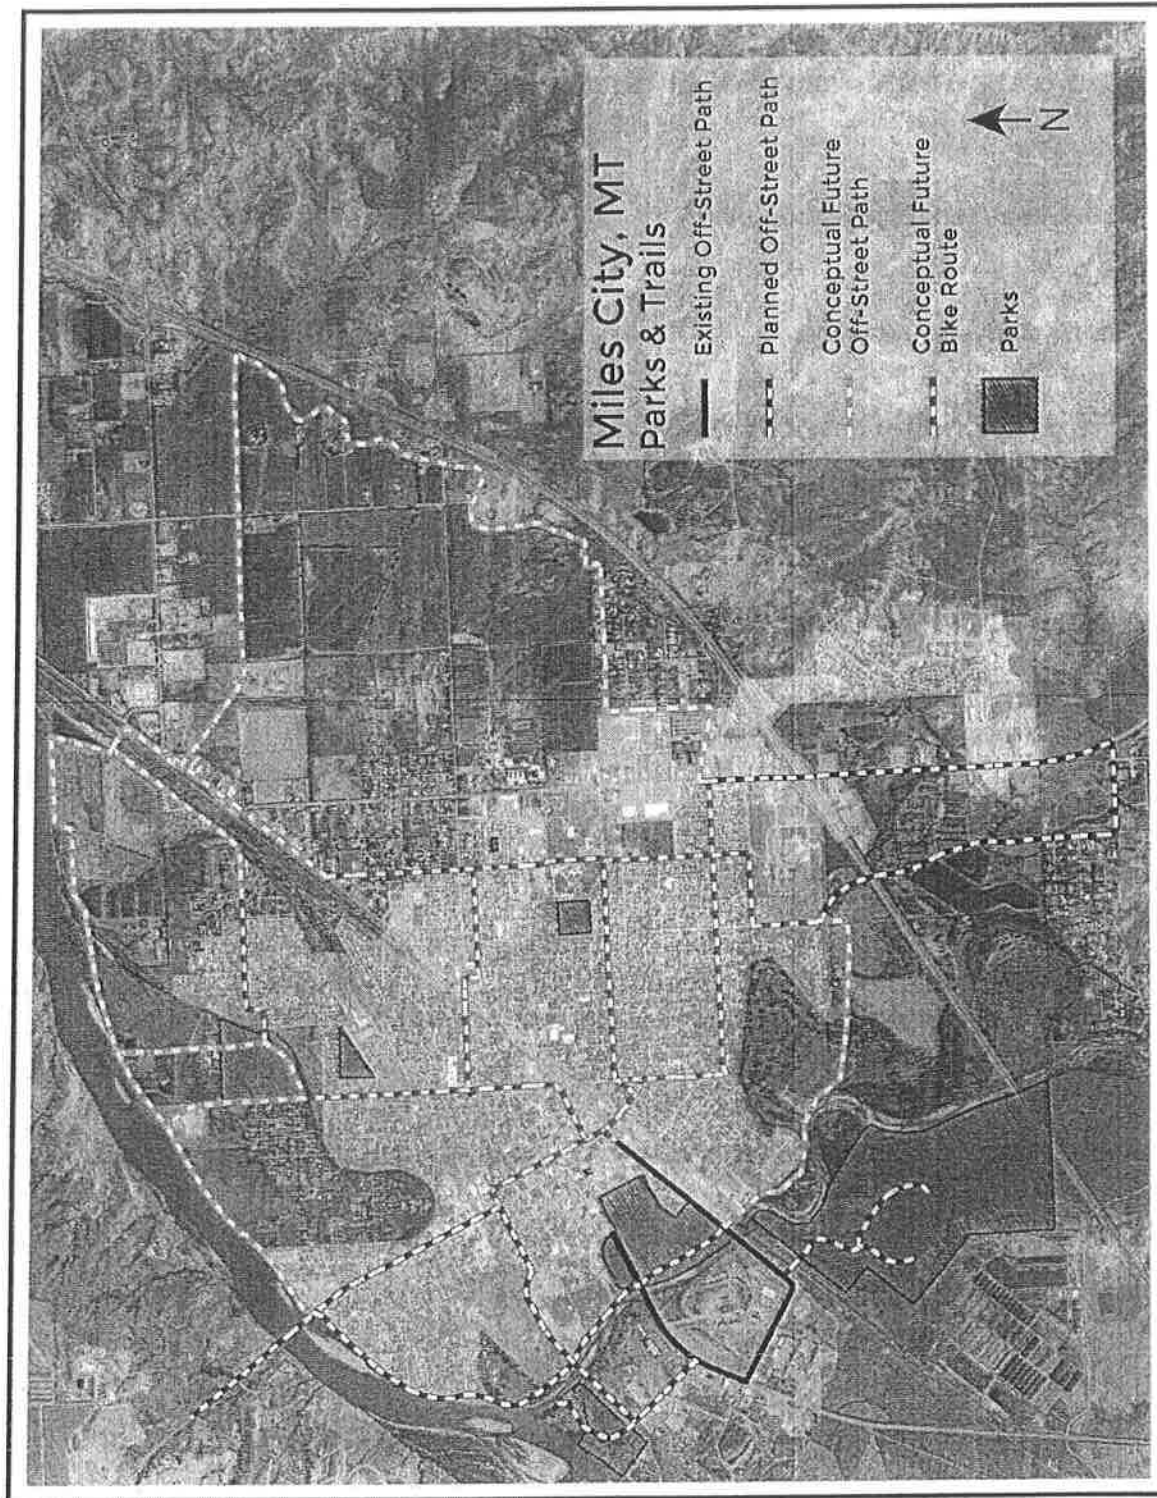 Miles City, MT
Parks & Trails
Existing Off-Street Path
Planned Off-Street Path
Conceptual Future
Off-Street Path
Conceptual Future
Bike Route
Parks
N